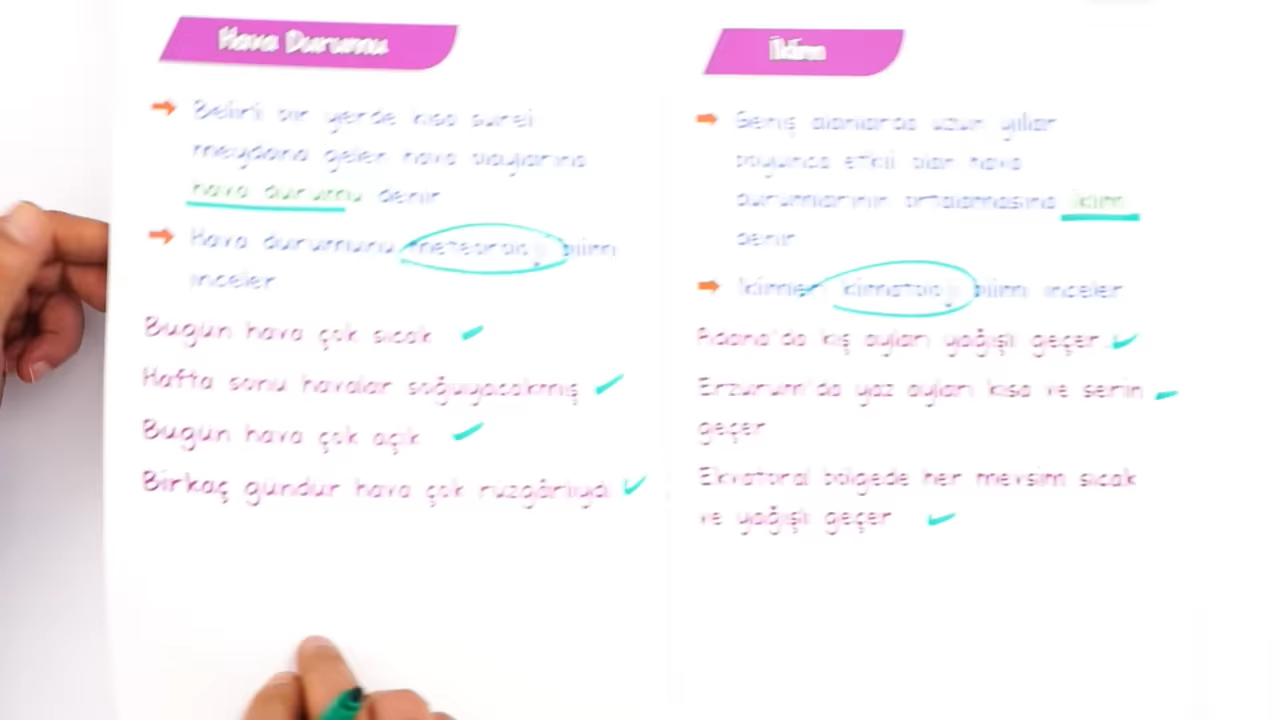 Hava Durumu
Belirli bir yerde kısa süreli
meydana gelen hava olaylarına
hava durumu denir
Hava durumunu meteoroloji bilimi
inceler
Bugün hava çok sıcak
Hafta sonu havalar soğuyacakmış
Bugün hava çok açık
Birkaç gündür hava çok rüzgârlıydı
İklim
Geniş alanlarda uzun yıllar
boyunca etkili olan hava
durumlarının ortalamasına iklim
denir
İklimleri klimatoloji bilimi inceler
Adana'da kış ayları yağışlı geçer.
Erzurum'da yaz ayları kısa ve serin
geçer
Ekvatoral bölgede her mevsim sıcak
ve yağışlı geçer